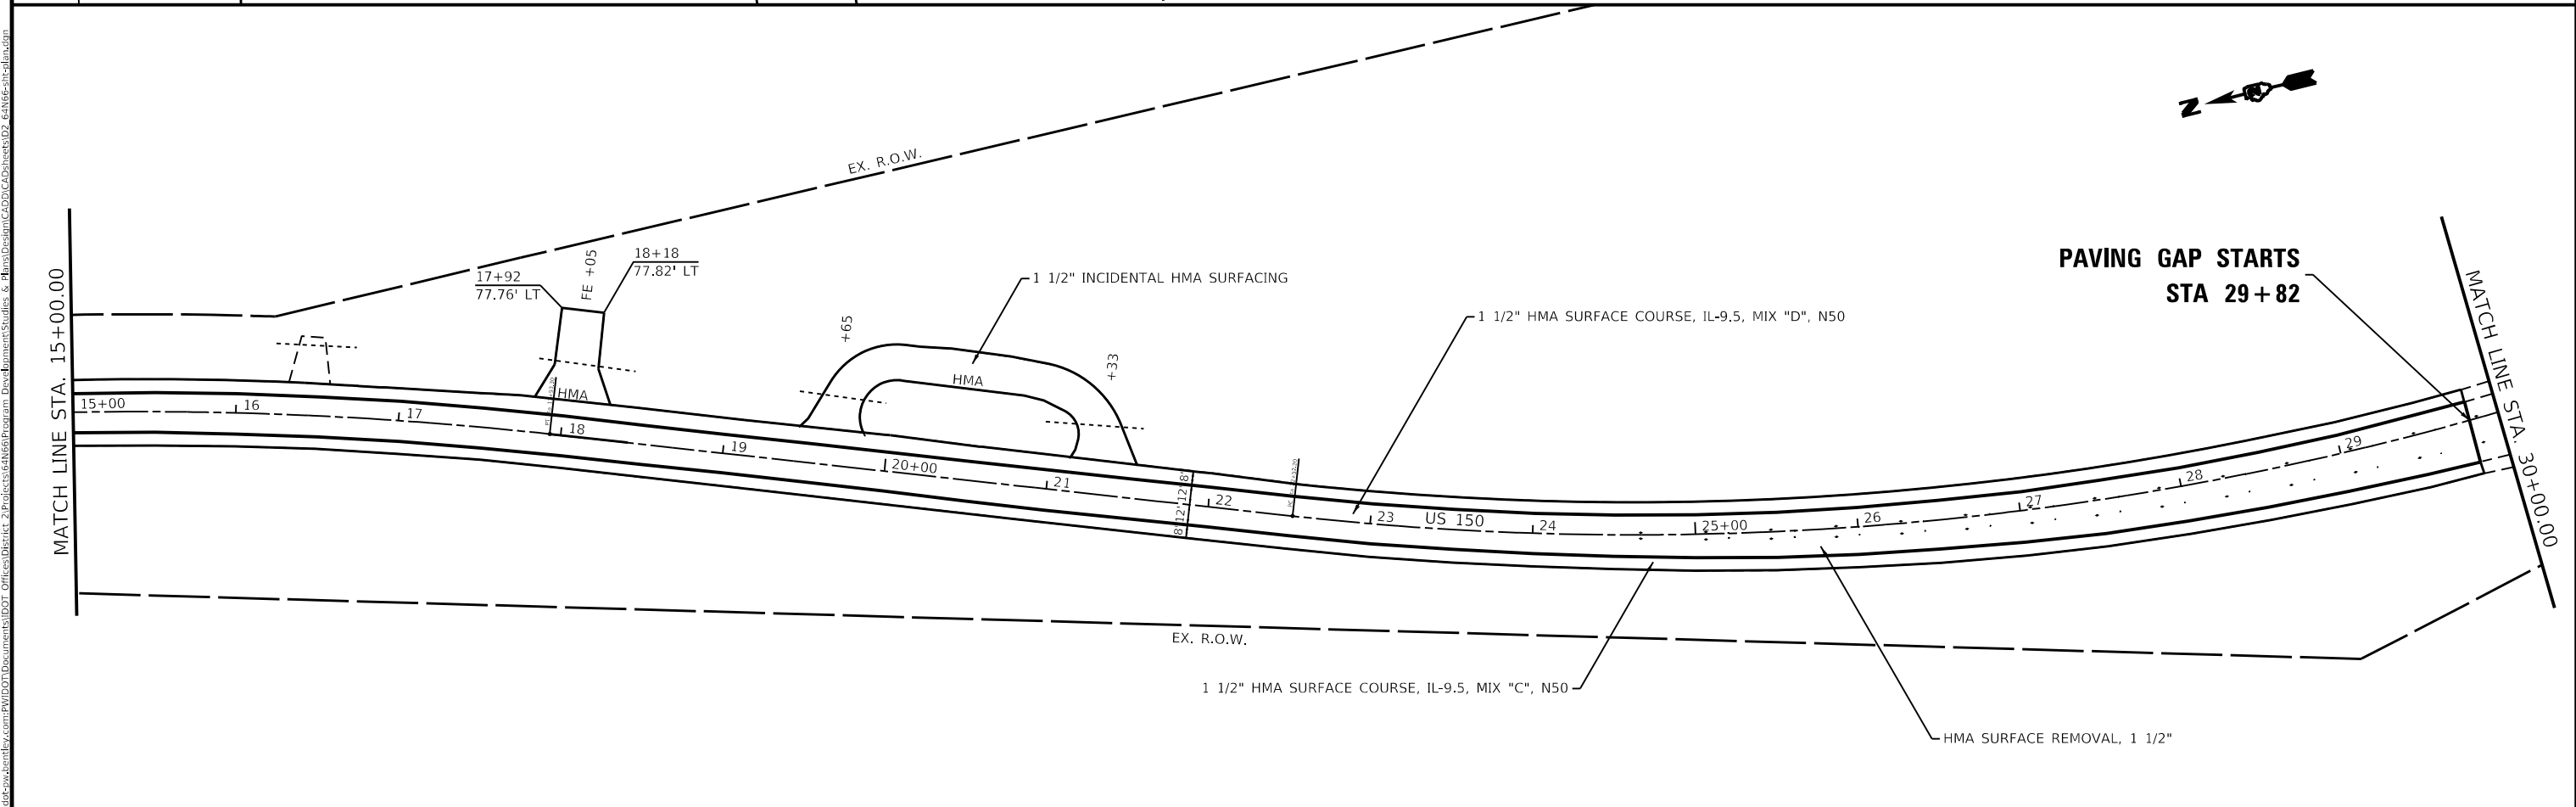 EX. R.O.W.
N
PAVING GAP STARTS
STA 29+82
MATCH LINE STA. 15+00.00
17+92
77.76' LT
FE +05
18+18
77.82' LT
1 1/2" INCIDENTAL HMA SURFACING
1 1/2" HMA SURFACE COURSE, IL-9.5, MIX "D", N50
+65
+33
HMA
HMA
15+00
16
17
18
19
20+00
21
22
23
US 150
24
25+00
26
27
28
29
8' 12' 12' 8'
MATCH LINE STA. 30+00.00
EX. R.O.W.
1 1/2" HMA SURFACE COURSE, IL-9.5, MIX "C", N50
HMA SURFACE REMOVAL, 1 1/2"